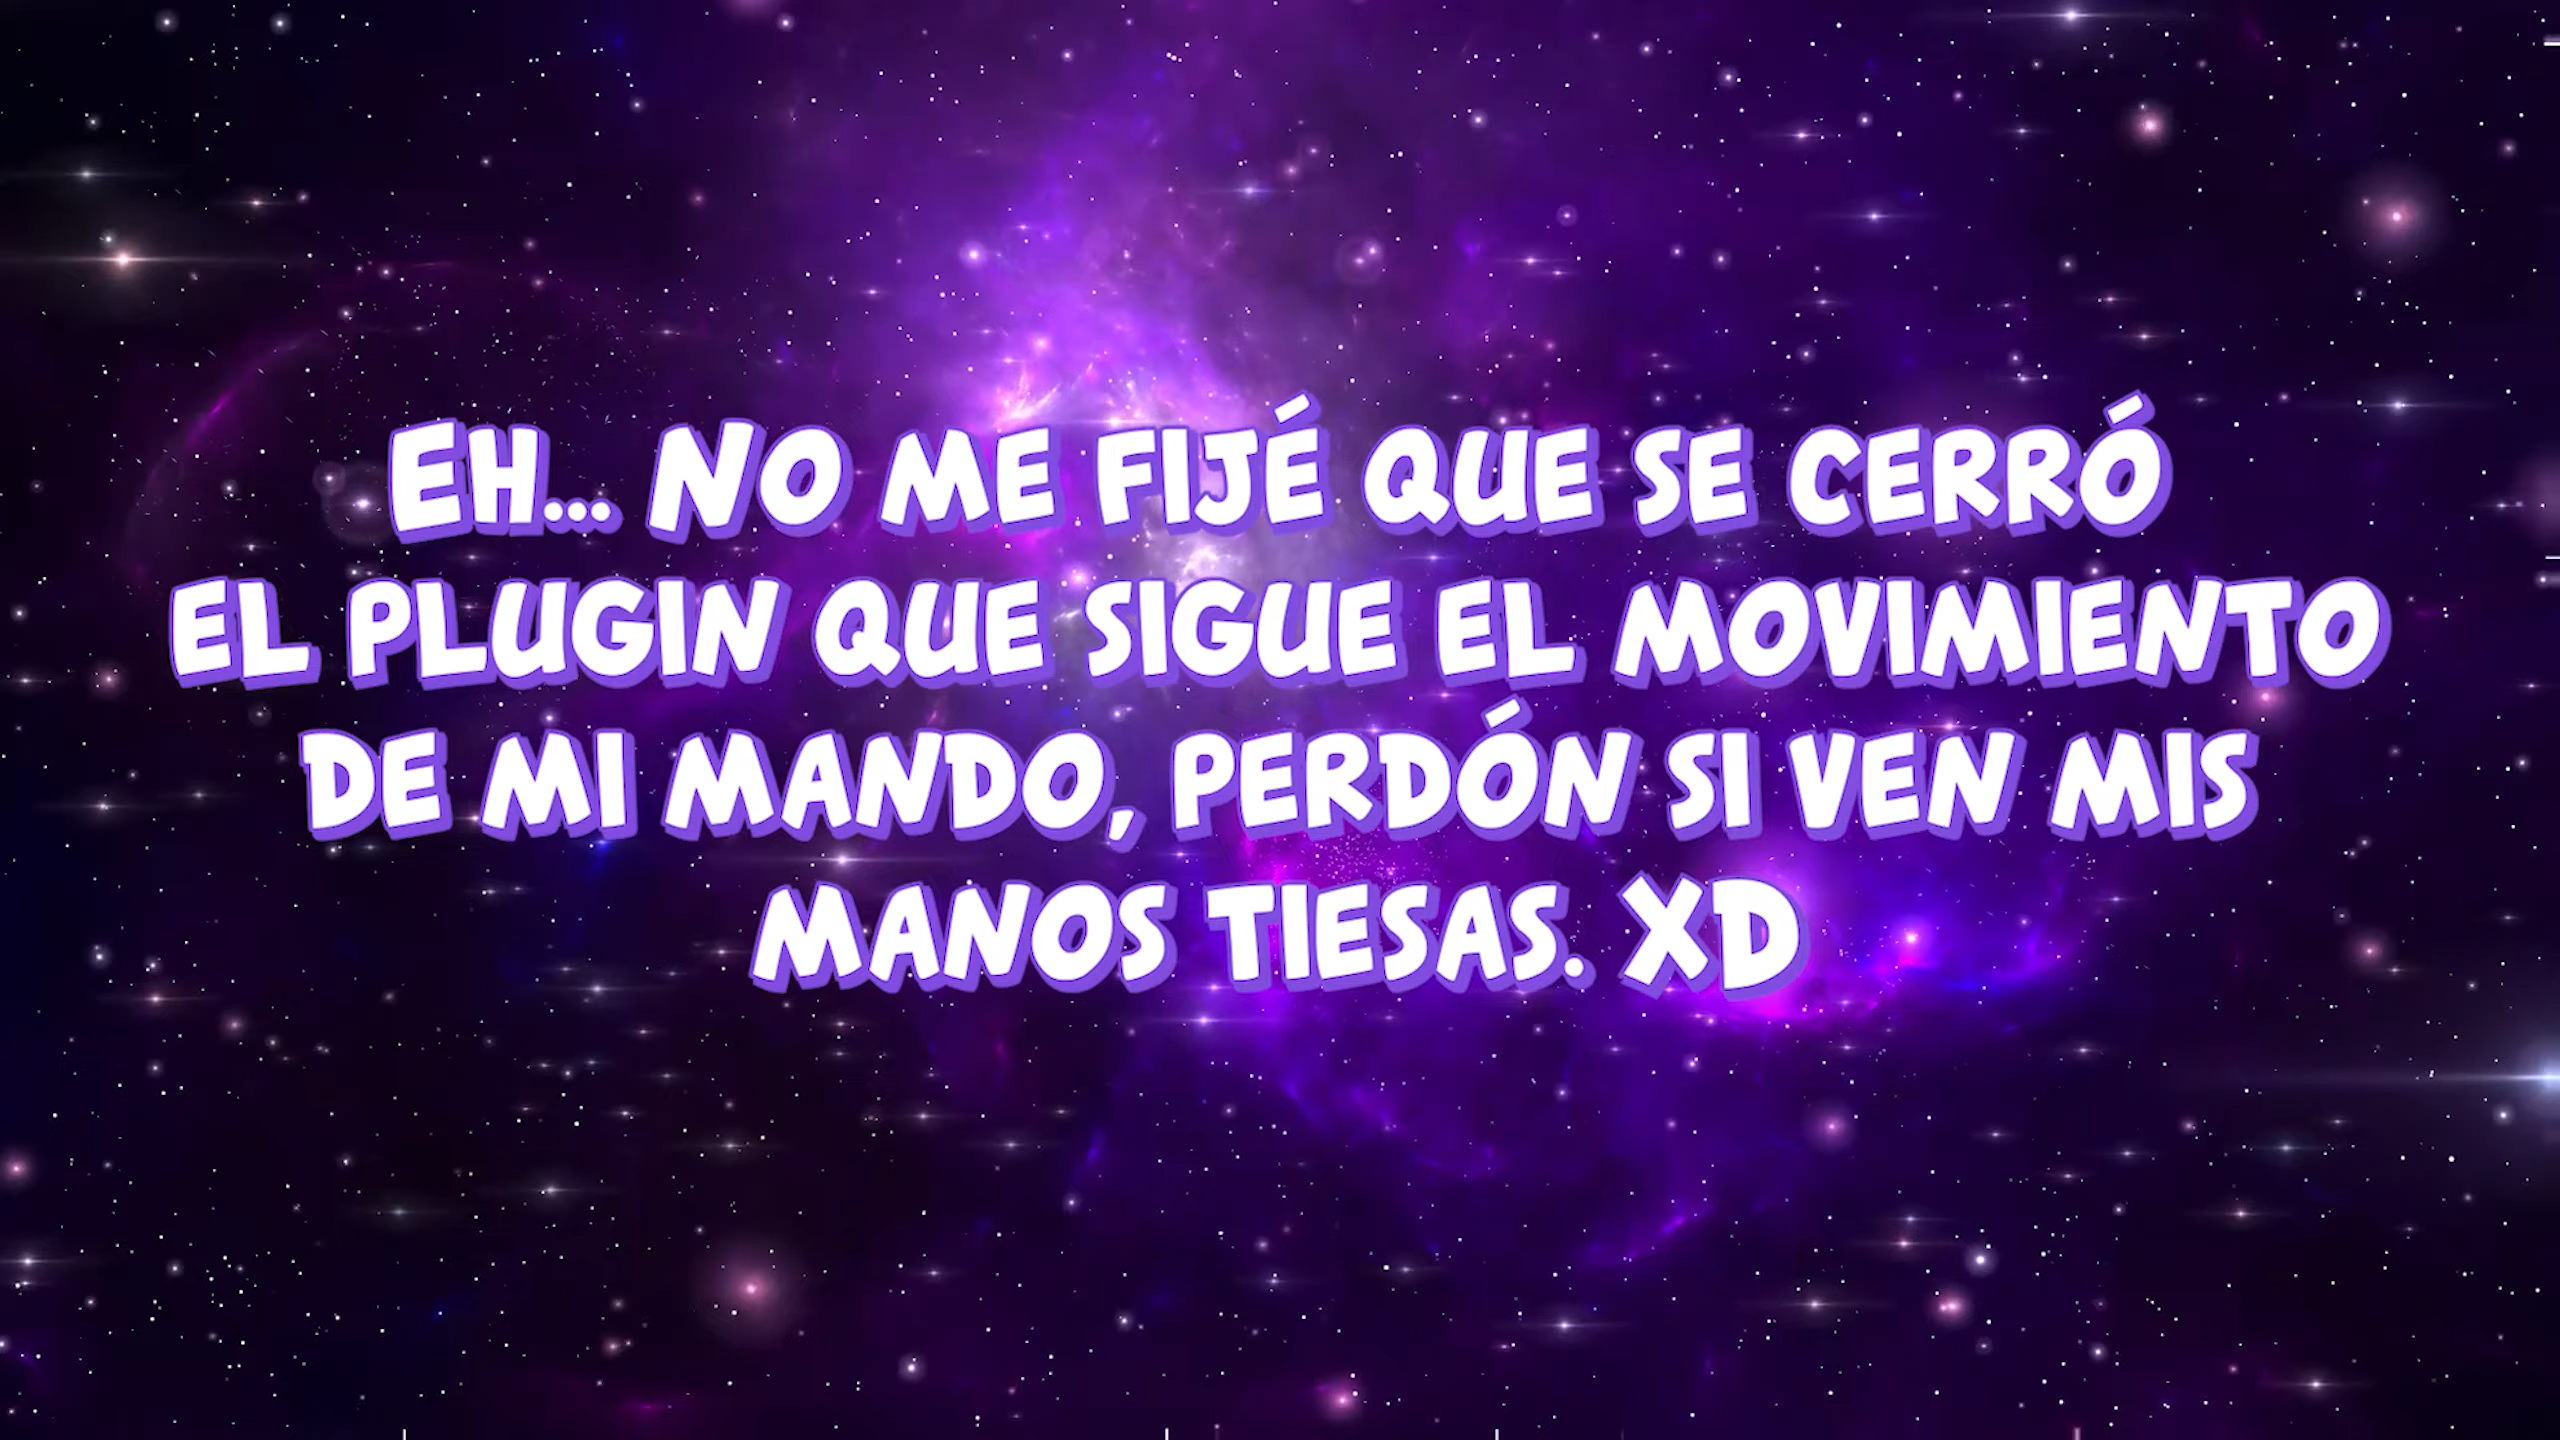 EH... NO ME FIJÉ QUE SE CERRÓ
EL PLUGIN QUE SIGUE EL MOVIMIENTO
DE MI MANDO, PERDÓN SI VEN MIS
MANOS TIESAS. XD